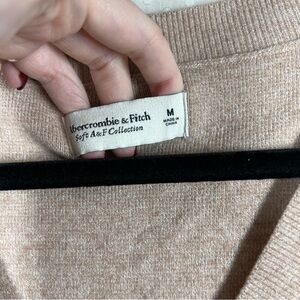 Abercrombie & Fitch
Soft A&F Collection
M
MADE IN
CHINA